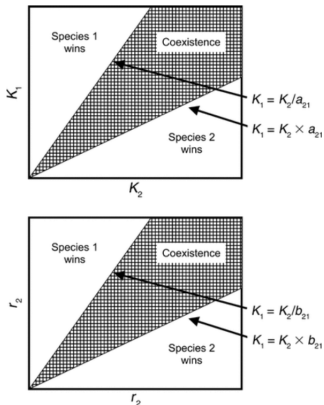 Species 1
wins
Coexistence
K₁
K₁ = K₂/a₂₁
K₁ = K₂ × a₂₁
Species 2
wins
K₂
Species 1
wins
Coexistence
r₂
K₁ = K₂/b₂₁
K₁ = K₂ × b₂₁
Species 2
wins
r₂